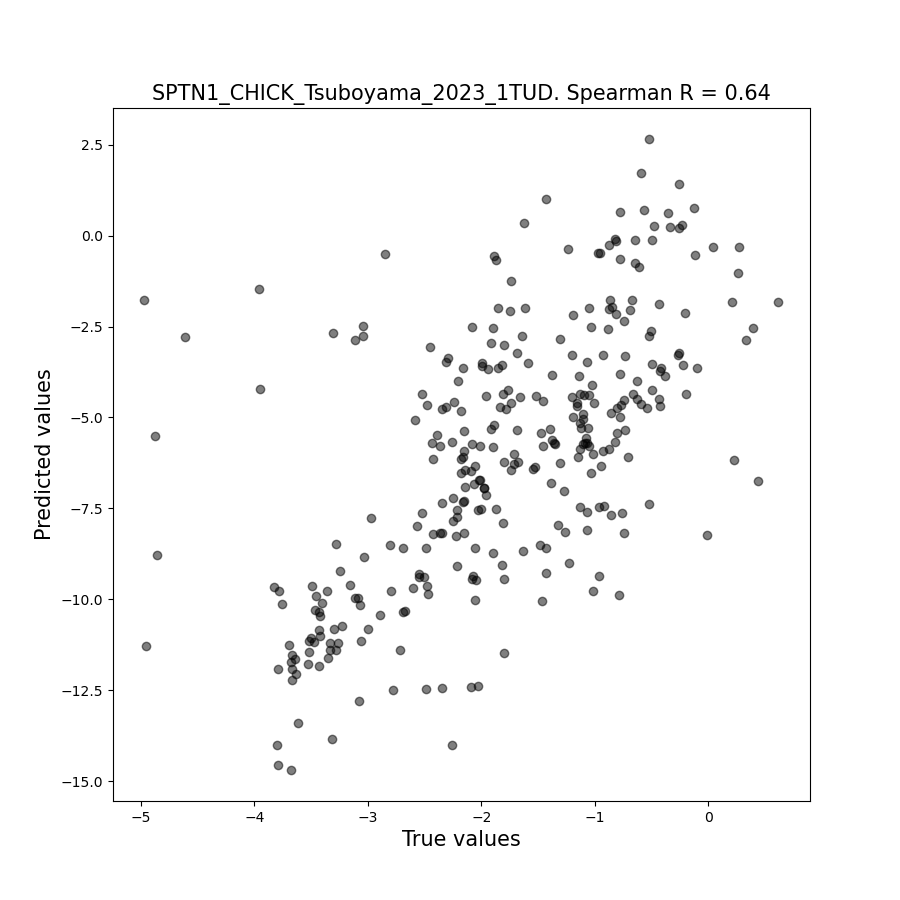 SPTN1_CHICK_Tsuboyama_2023_1TUD. Spearman R = 0.64
2.5
0.0
−2.5
−5.0
−7.5
−10.0
−12.5
−15.0
Predicted values
−5 −4 −3 −2 −1 0
True values